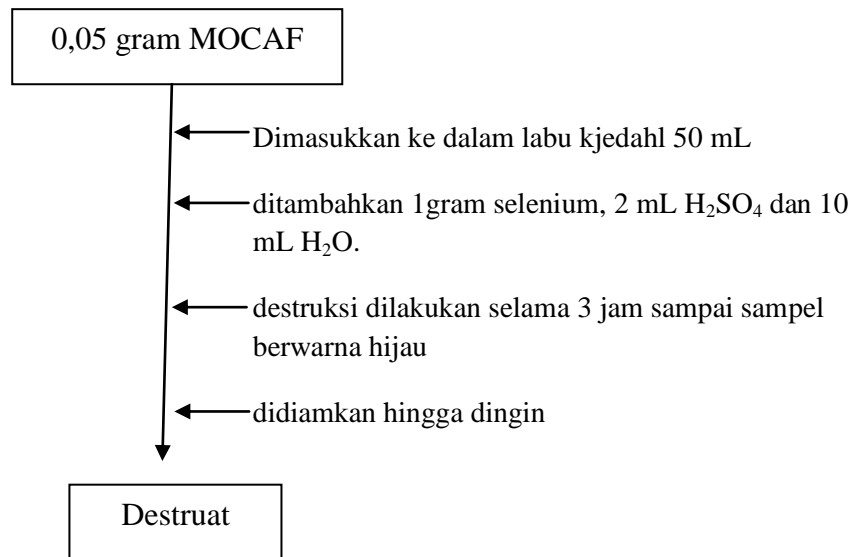 0,05 gram MOCAF
Dimasukkan ke dalam labu kjedahl 50 mL
ditambahkan 1gram selenium, 2 mL H₂SO₄ dan 10
mL H₂O.
destruksi dilakukan selama 3 jam sampai sampel
berwarna hijau
didiamkan hingga dingin
Destruat